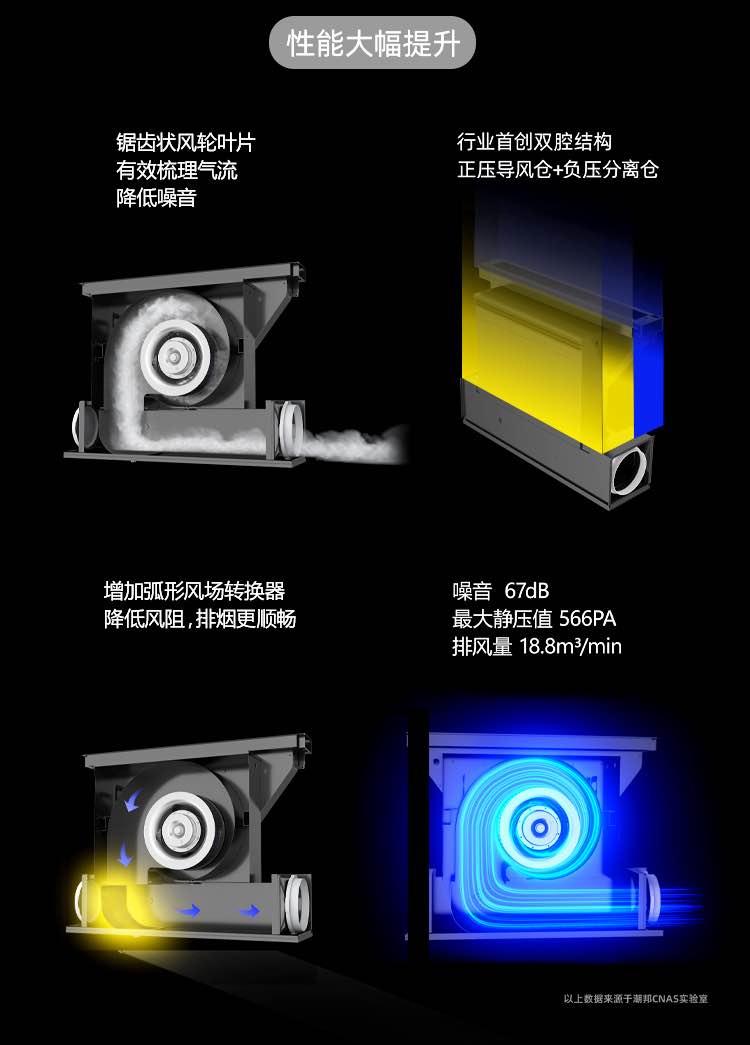 性能大幅提升
锯齿状风轮叶片
有效梳理气流
降低噪音
行业首创双腔结构
正压导风仓+负压分离仓
增加弧形风场转换器
降低风阻，排烟更顺畅
噪音 67dB
最大静压值 566PA
排风量 18.8m³/min
以上数据来源于潮邦CNAS实验室